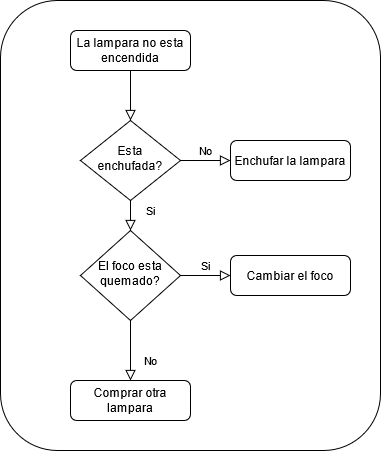 La lampara no esta
encendida
Esta
enchufada?
No
Enchufar la lampara
Si
El foco esta
quemado?
Si
Cambiar el foco
No
Comprar otra
lampara